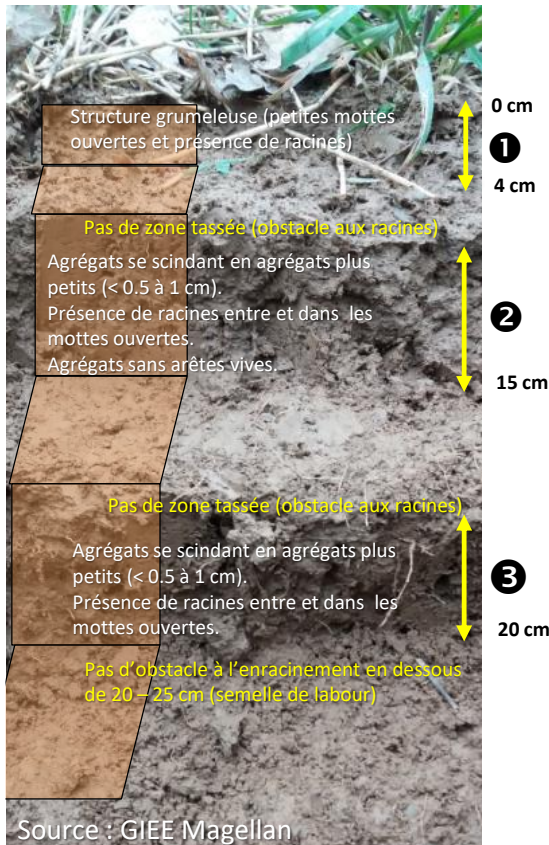 0 cm
Structure grumeleuse (petites mottes
ouvertes et présence de racines)
❶
4 cm
Pas de zone tassée (obstacle aux racines)
Agrégats se scindant en agrégats plus
petits (< 0.5 à 1 cm).
Présence de racines entre et dans les
mottes ouvertes.
Agrégats sans arêtes vives.
❷
15 cm
Pas de zone tassée (obstacle aux racines)
Agrégats se scindant en agrégats plus
petits (< 0.5 à 1 cm).
Présence de racines entre et dans les
mottes ouvertes.
❸
20 cm
Pas d'obstacle à l'enracinement en dessous
de 20 – 25 cm (semelle de labour)
Source : GIEE Magellan